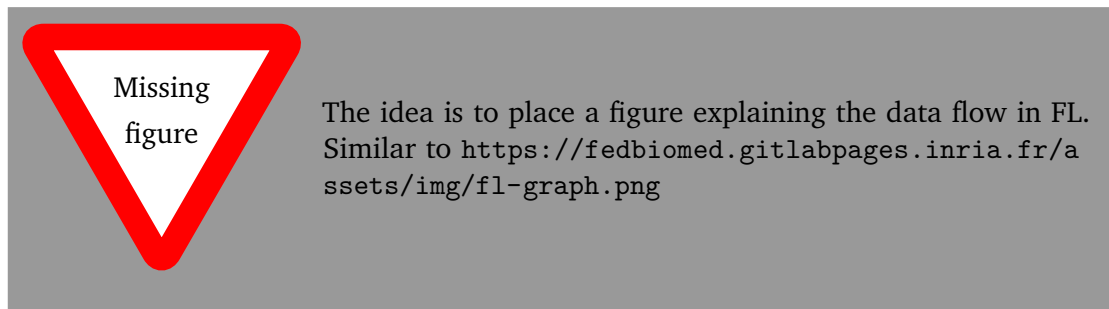 Missing
figure
The idea is to place a figure explaining the data flow in FL.
Similar to https://fedbiomed.gitlabpages.inria.fr/a
ssets/img/fl-graph.png